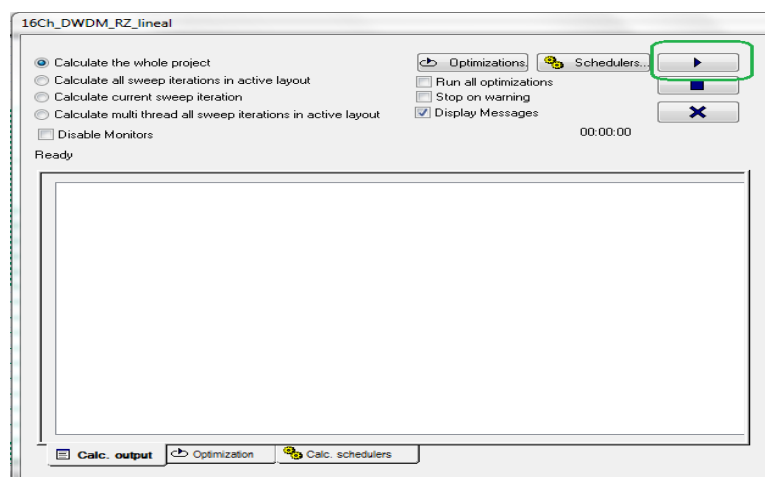 16Ch_DWDM_RZ_lineal
Calculate the whole project
Optimizations
Schedulers...
Calculate all sweep iterations in active layout
Run all optimizations
Calculate current sweep iteration
Stop on warning
Calculate multi thread all sweep iterations in active layout
Display Messages
Disable Monitors
00:00:00
Ready
Calc. output
Optimization
Calc. schedulers